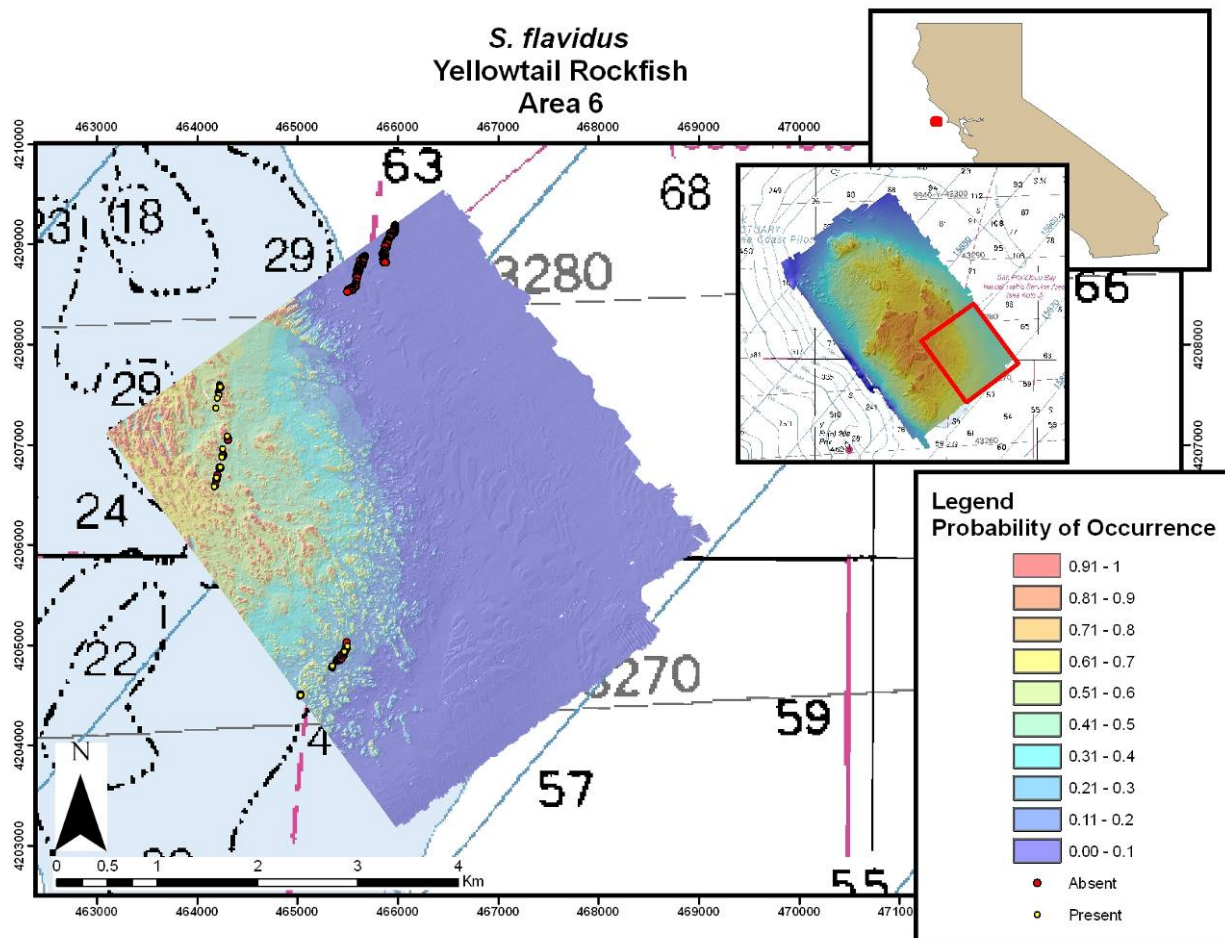 S. flavidus
Yellowtail Rockfish
Area 6
463000 464000 465000 466000 467000 468000 469000 470000
4210000
4209000
4208000
4207000
4206000
4205000
4204000
4203000
63
68
18
29
3280
66
29
24
22
3270
59
4
57
55
N
0 0.5 1 2 3 4
Km
463000 464000 465000 466000 467000 468000 469000 470000
4208000
4207000
Legend
Probability of Occurrence
0.91 - 1
0.81 - 0.9
0.71 - 0.8
0.61 - 0.7
0.51 - 0.6
0.41 - 0.5
0.31 - 0.4
0.21 - 0.3
0.11 - 0.2
0.00 - 0.1
Absent
Present